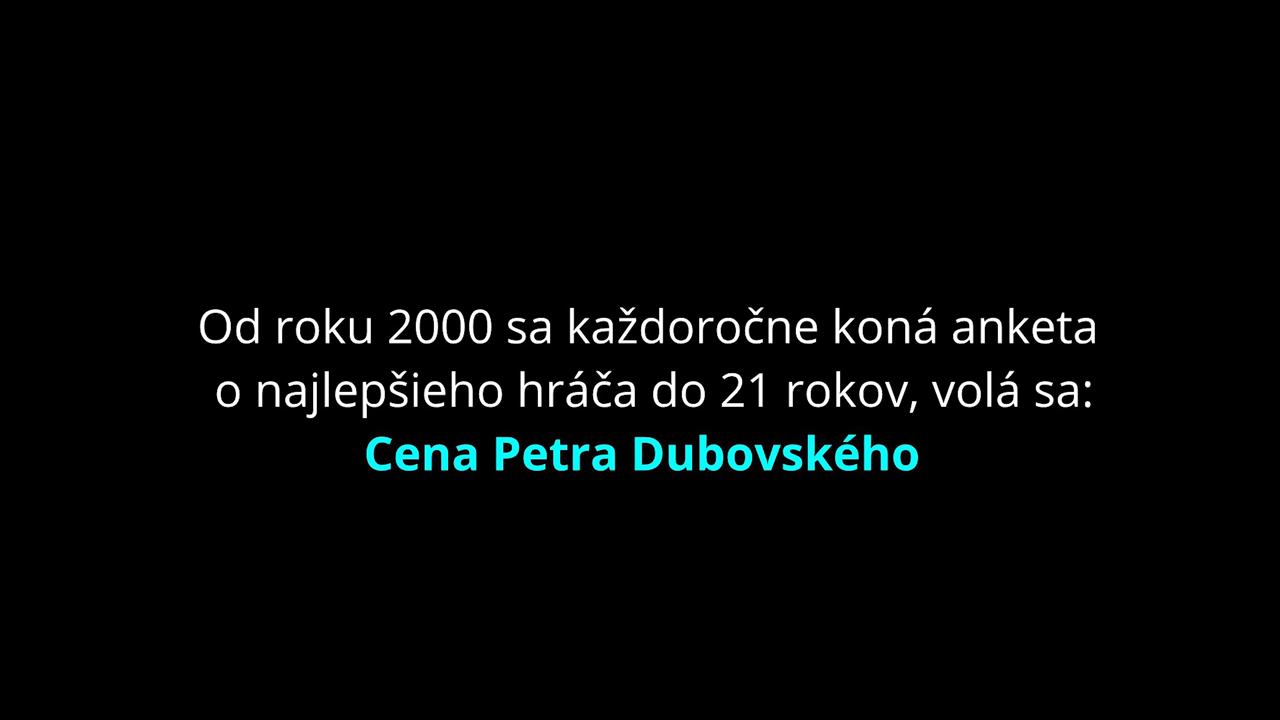 Od roku 2000 sa každoročne koná anketa
o najlepšieho hráča do 21 rokov, volá sa:
Cena Petra Dubovského